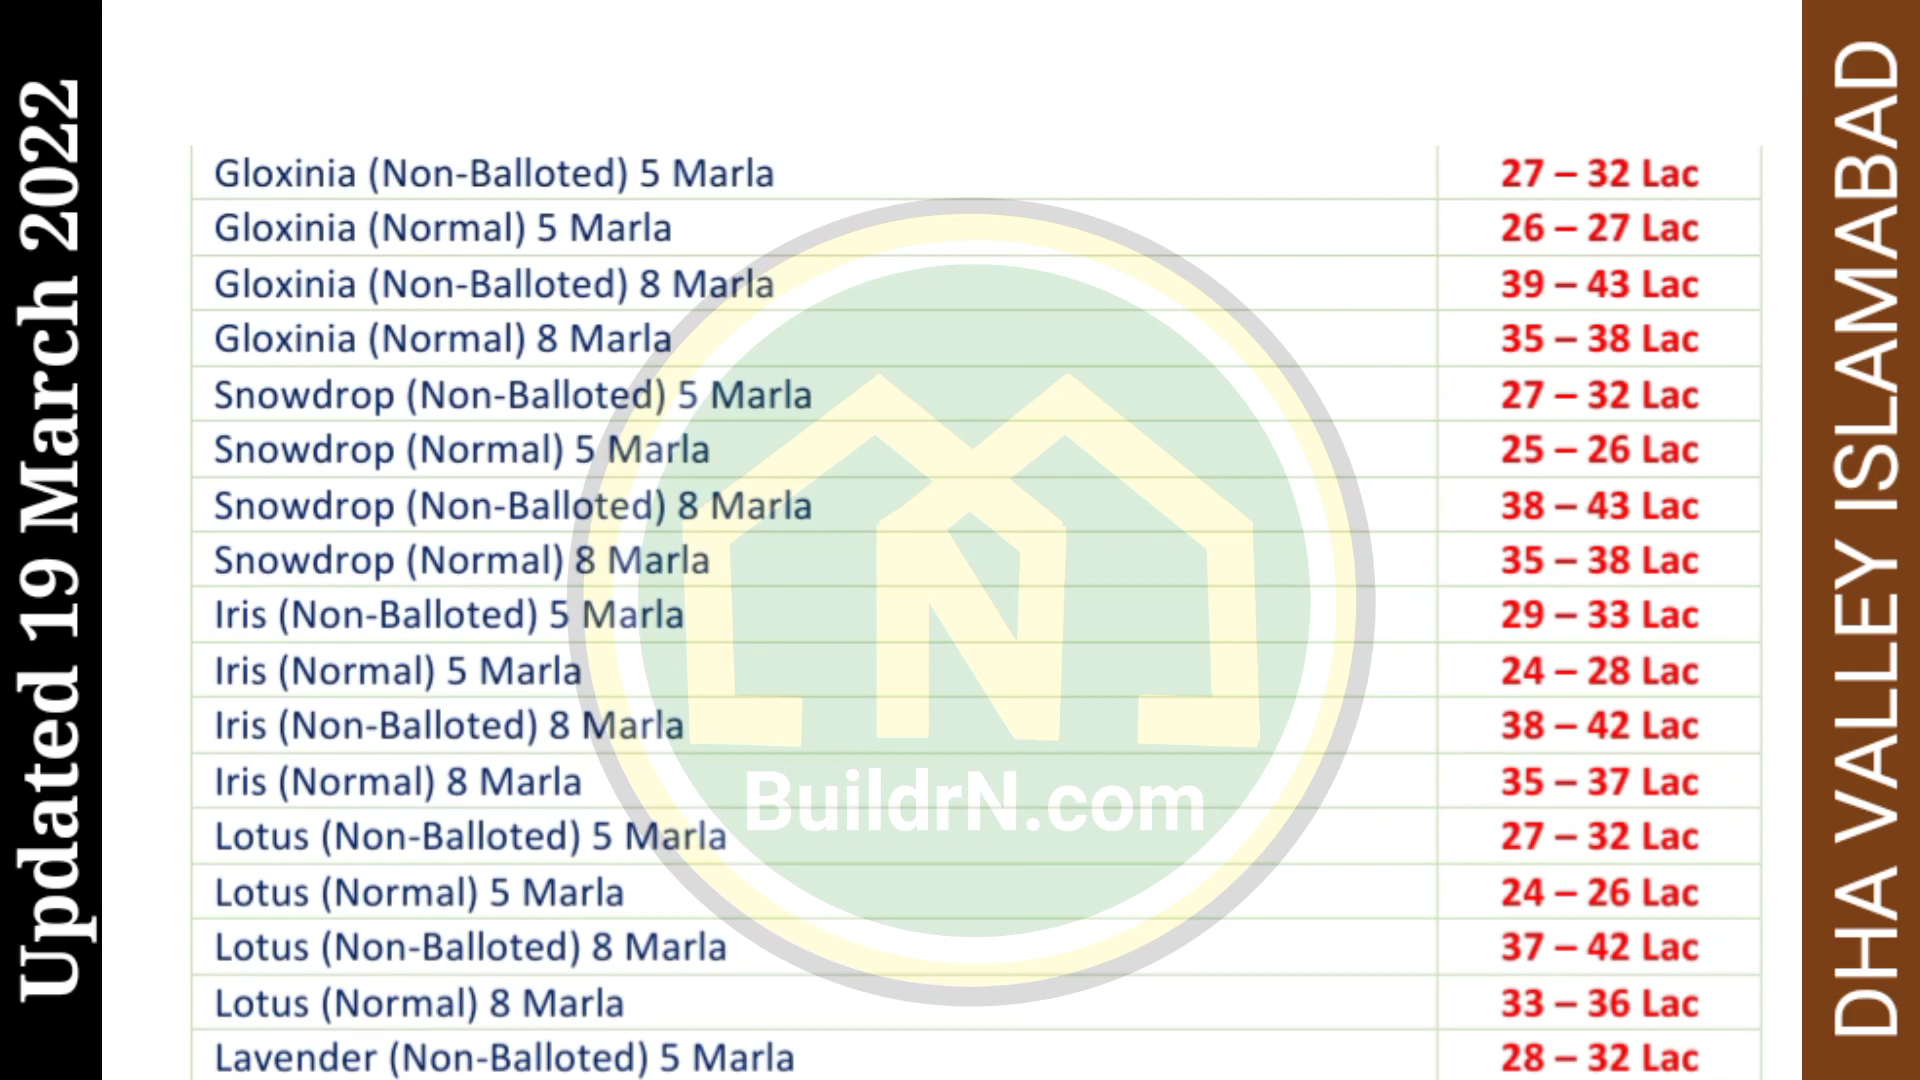 Updated 19 March 2022
Gloxinia (Non-Balloted) 5 Marla 27 – 32 Lac
Gloxinia (Normal) 5 Marla 26 – 27 Lac
Gloxinia (Non-Balloted) 8 Marla 39 – 43 Lac
Gloxinia (Normal) 8 Marla 35 – 38 Lac
Snowdrop (Non-Balloted) 5 Marla 27 – 32 Lac
Snowdrop (Normal) 5 Marla 25 – 26 Lac
Snowdrop (Non-Balloted) 8 Marla 38 – 43 Lac
Snowdrop (Normal) 8 Marla 35 – 38 Lac
Iris (Non-Balloted) 5 Marla 29 – 33 Lac
Iris (Normal) 5 Marla 24 – 28 Lac
Iris (Non-Balloted) 8 Marla 38 – 42 Lac
Iris (Normal) 8 Marla 35 – 37 Lac
Lotus (Non-Balloted) 5 Marla 27 – 32 Lac
Lotus (Normal) 5 Marla 24 – 26 Lac
Lotus (Non-Balloted) 8 Marla 37 – 42 Lac
Lotus (Normal) 8 Marla 33 – 36 Lac
Lavender (Non-Balloted) 5 Marla 28 – 32 Lac
BuildrN.com
DHA VALLEY ISLAMABAD